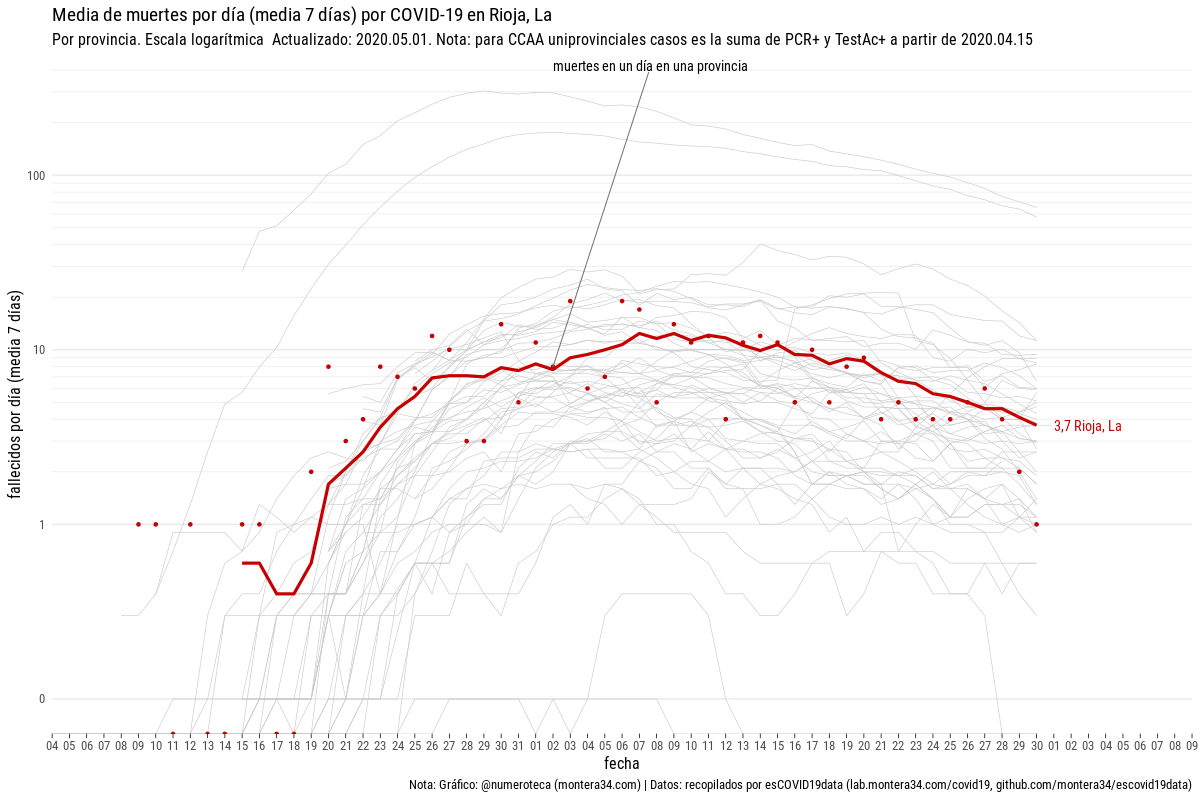 Media de muertes por día (media 7 días) por COVID-19 en Rioja, La
Por provincia. Escala logarítmica  Actualizado: 2020.05.01. Nota: para CCAA uniprovinciales casos es la suma de PCR+ y TestAc+ a partir de 2020.04.15
muertes en un día en una provincia
fallecidos por día (media  7 días)
100
10
1
0
3,7 Rioja, La
04 05 06 07 08 09 10 11 12 13 14 15 16 17 18 19 20 21 22 23 24 25 26 27 28 29 30 31 01 02 03 04 05 06 07 08 09 10 11 12 13 14 15 16 17 18 19 20 21 22 23 24 25 26 27 28 29 30 01 02 03 04 05 06 07 08 09
fecha
Nota: Gráfico: @numeroteca (montera34.com) | Datos: recopilados por esCOVID19data (lab.montera34.com/covid19, github.com/montera34/escovid19data)